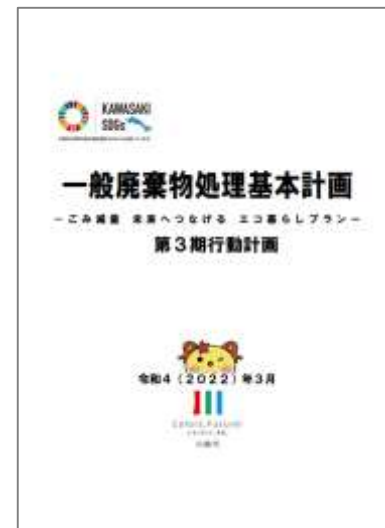 KAWASAKI
SDGs
一般廃棄物処理基本計画
－ごみ減量 未来へつなげる エコ暮らしプラン－
第3期行動計画
令和4（2022）年3月
Colors, Future!
川崎市